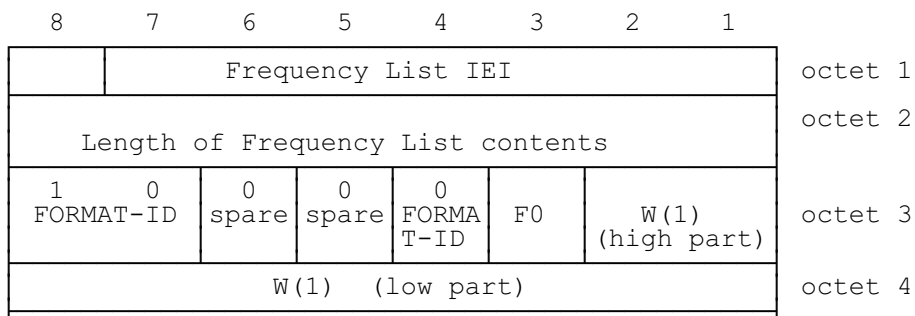 8 7 6 5 4 3 2 1
Frequency List IEI octet 1
octet 2
Length of Frequency List contents
1 0 0 0 0
FORMAT-ID spare spare FORMA F0 W(1) octet 3
T-ID (high part)
W(1) (low part) octet 4